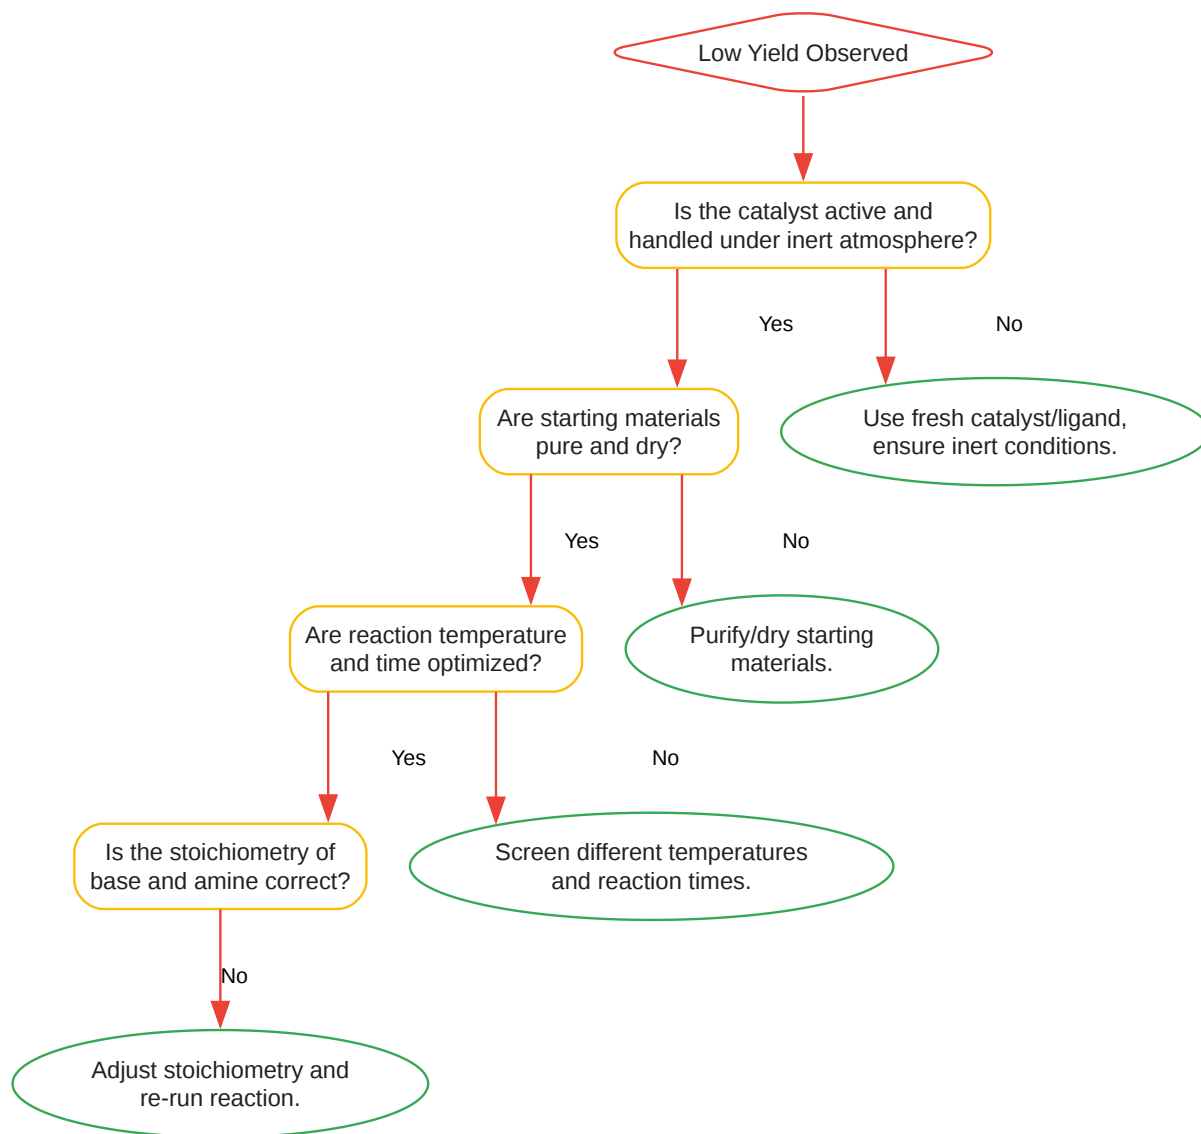 Low Yield Observed
Is the catalyst active and
handled under inert atmosphere?
Yes
No
Are starting materials
pure and dry?
Use fresh catalyst/ligand,
ensure inert conditions.
Yes
No
Are reaction temperature
and time optimized?
Purify/dry starting
materials.
Yes
No
Is the stoichiometry of
base and amine correct?
Screen different temperatures
and reaction times.
No
Adjust stoichiometry and
re-run reaction.